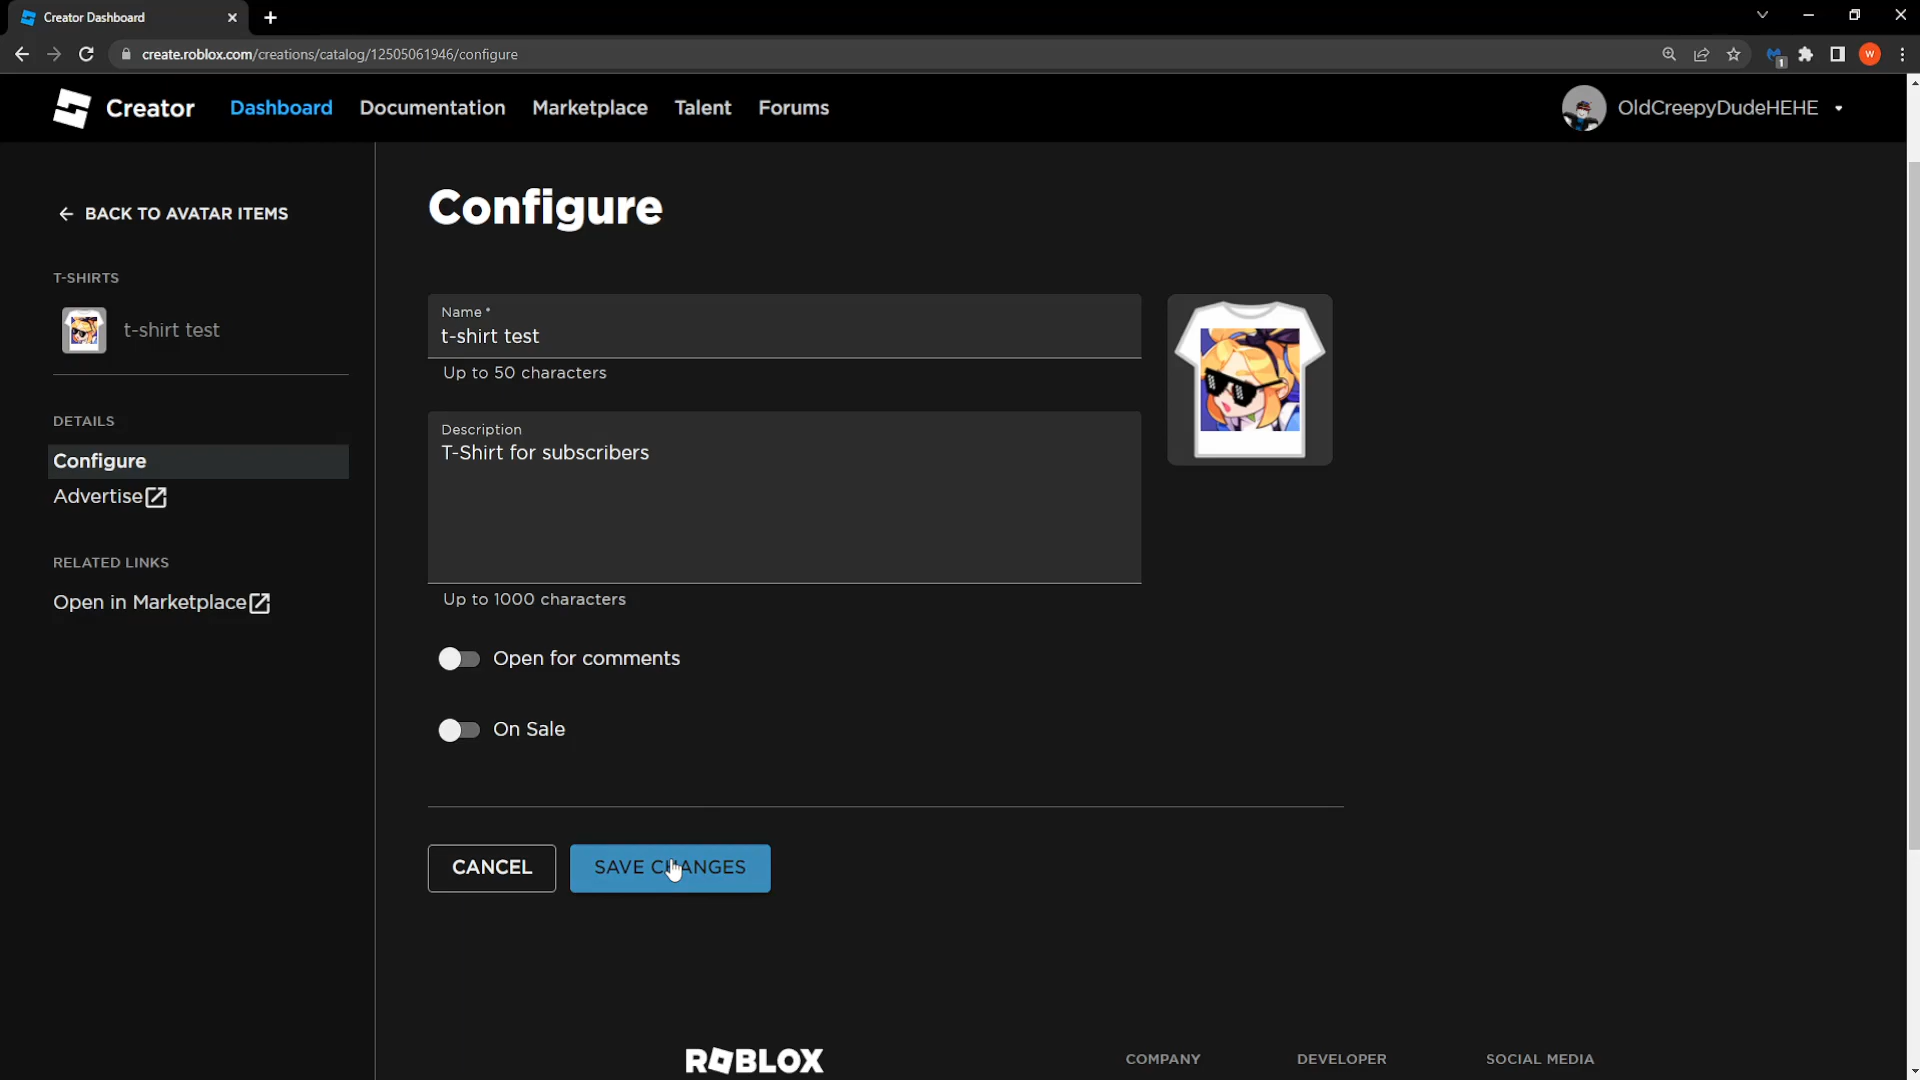 Creator Dashboard
create.roblox.com/creations/catalog/12505061946/configure
1
W
Creator Dashboard Documentation Marketplace Talent Forums
OldCreepyDudeHEHE
BACK TO AVATAR ITEMS
T-SHIRTS
t-shirt test
DETAILS
Configure
Advertise
RELATED LINKS
Open in Marketplace
Configure
Name *
t-shirt test
Up to 50 characters
Description
T-Shirt for subscribers
Up to 1000 characters
Open for comments
On Sale
CANCEL
SAVE CHANGES
ROBLOX
COMPANY
DEVELOPER
SOCIAL MEDIA